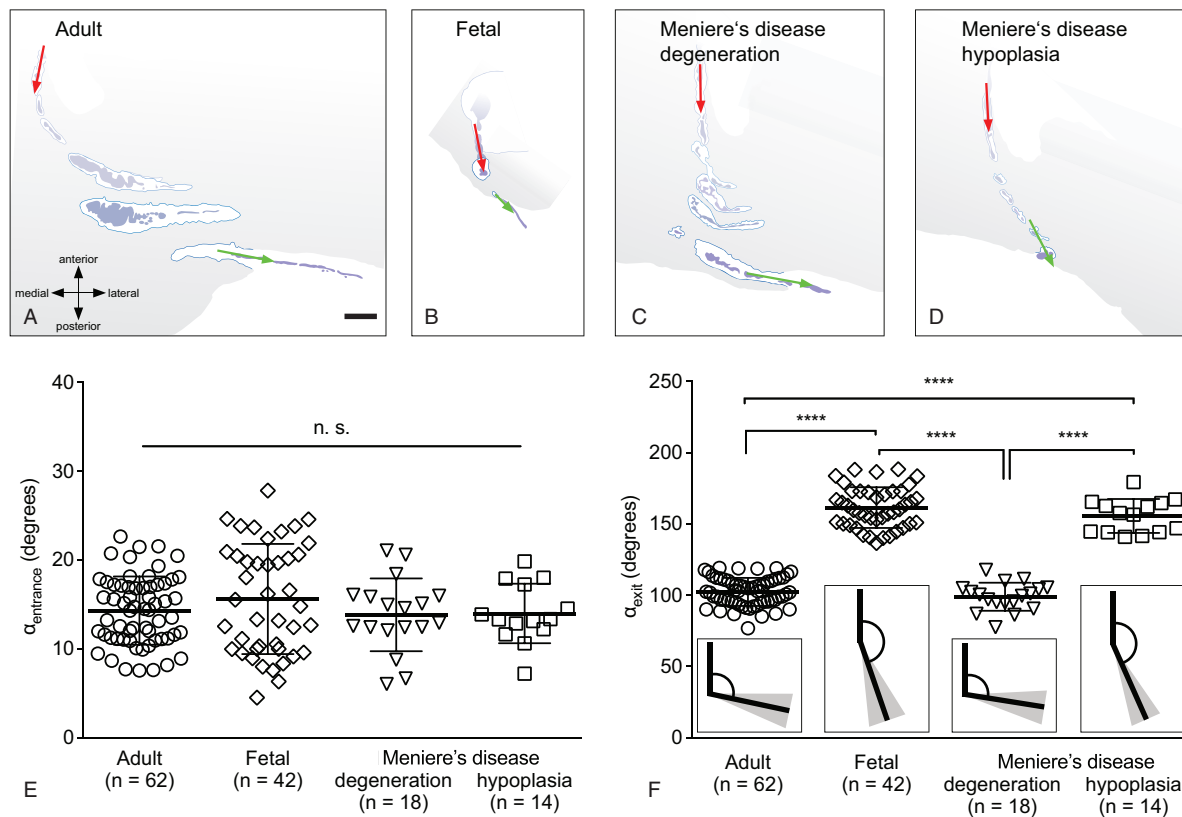 Adult
anterior
medial
lateral
posterior
A
Fetal
B
Meniere‘s disease
degeneration
C
Meniere‘s disease
hypoplasia
D
40
30
20
10
0
αentrance (degrees)
n. s.
Adult
(n = 62)
Fetal
(n = 42)
Meniere’s disease
degeneration
(n = 18)
hypoplasia
(n = 14)
E
250
200
150
100
50
0
αexit (degrees)
****
****
****
****
Adult
(n = 62)
Fetal
(n = 42)
Meniere’s disease
degeneration
(n = 18)
hypoplasia
(n = 14)
F